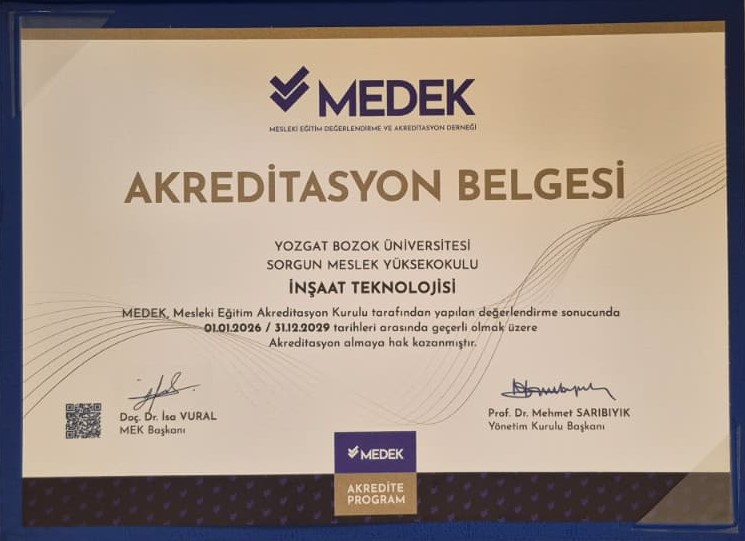 MEDEK
MESLEKİ EĞİTİM DEĞERLENDİRME VE AKREDİTASYON DERNEĞİ
AKREDİTASYON BELGESİ
YOZGAT BOZOK ÜNİVERSİTESİ
SORGUN MESLEK YÜKSEKOKULU
İNŞAAT TEKNOLOJİSİ
MEDEK, Mesleki Eğitim Akreditasyon Kurulu tarafından yapılan değerlendirme sonucunda
01.01.2026 / 31.12.2029 tarihleri arasında geçerli olmak üzere
Akreditasyon almaya hak kazanmıştır.
Doç. Dr. İsa VURAL
MEK Başkanı
Prof. Dr. Mehmet SARIBIYIK
Yönetim Kurulu Başkanı
MEDEK
AKREDİTE
PROGRAM